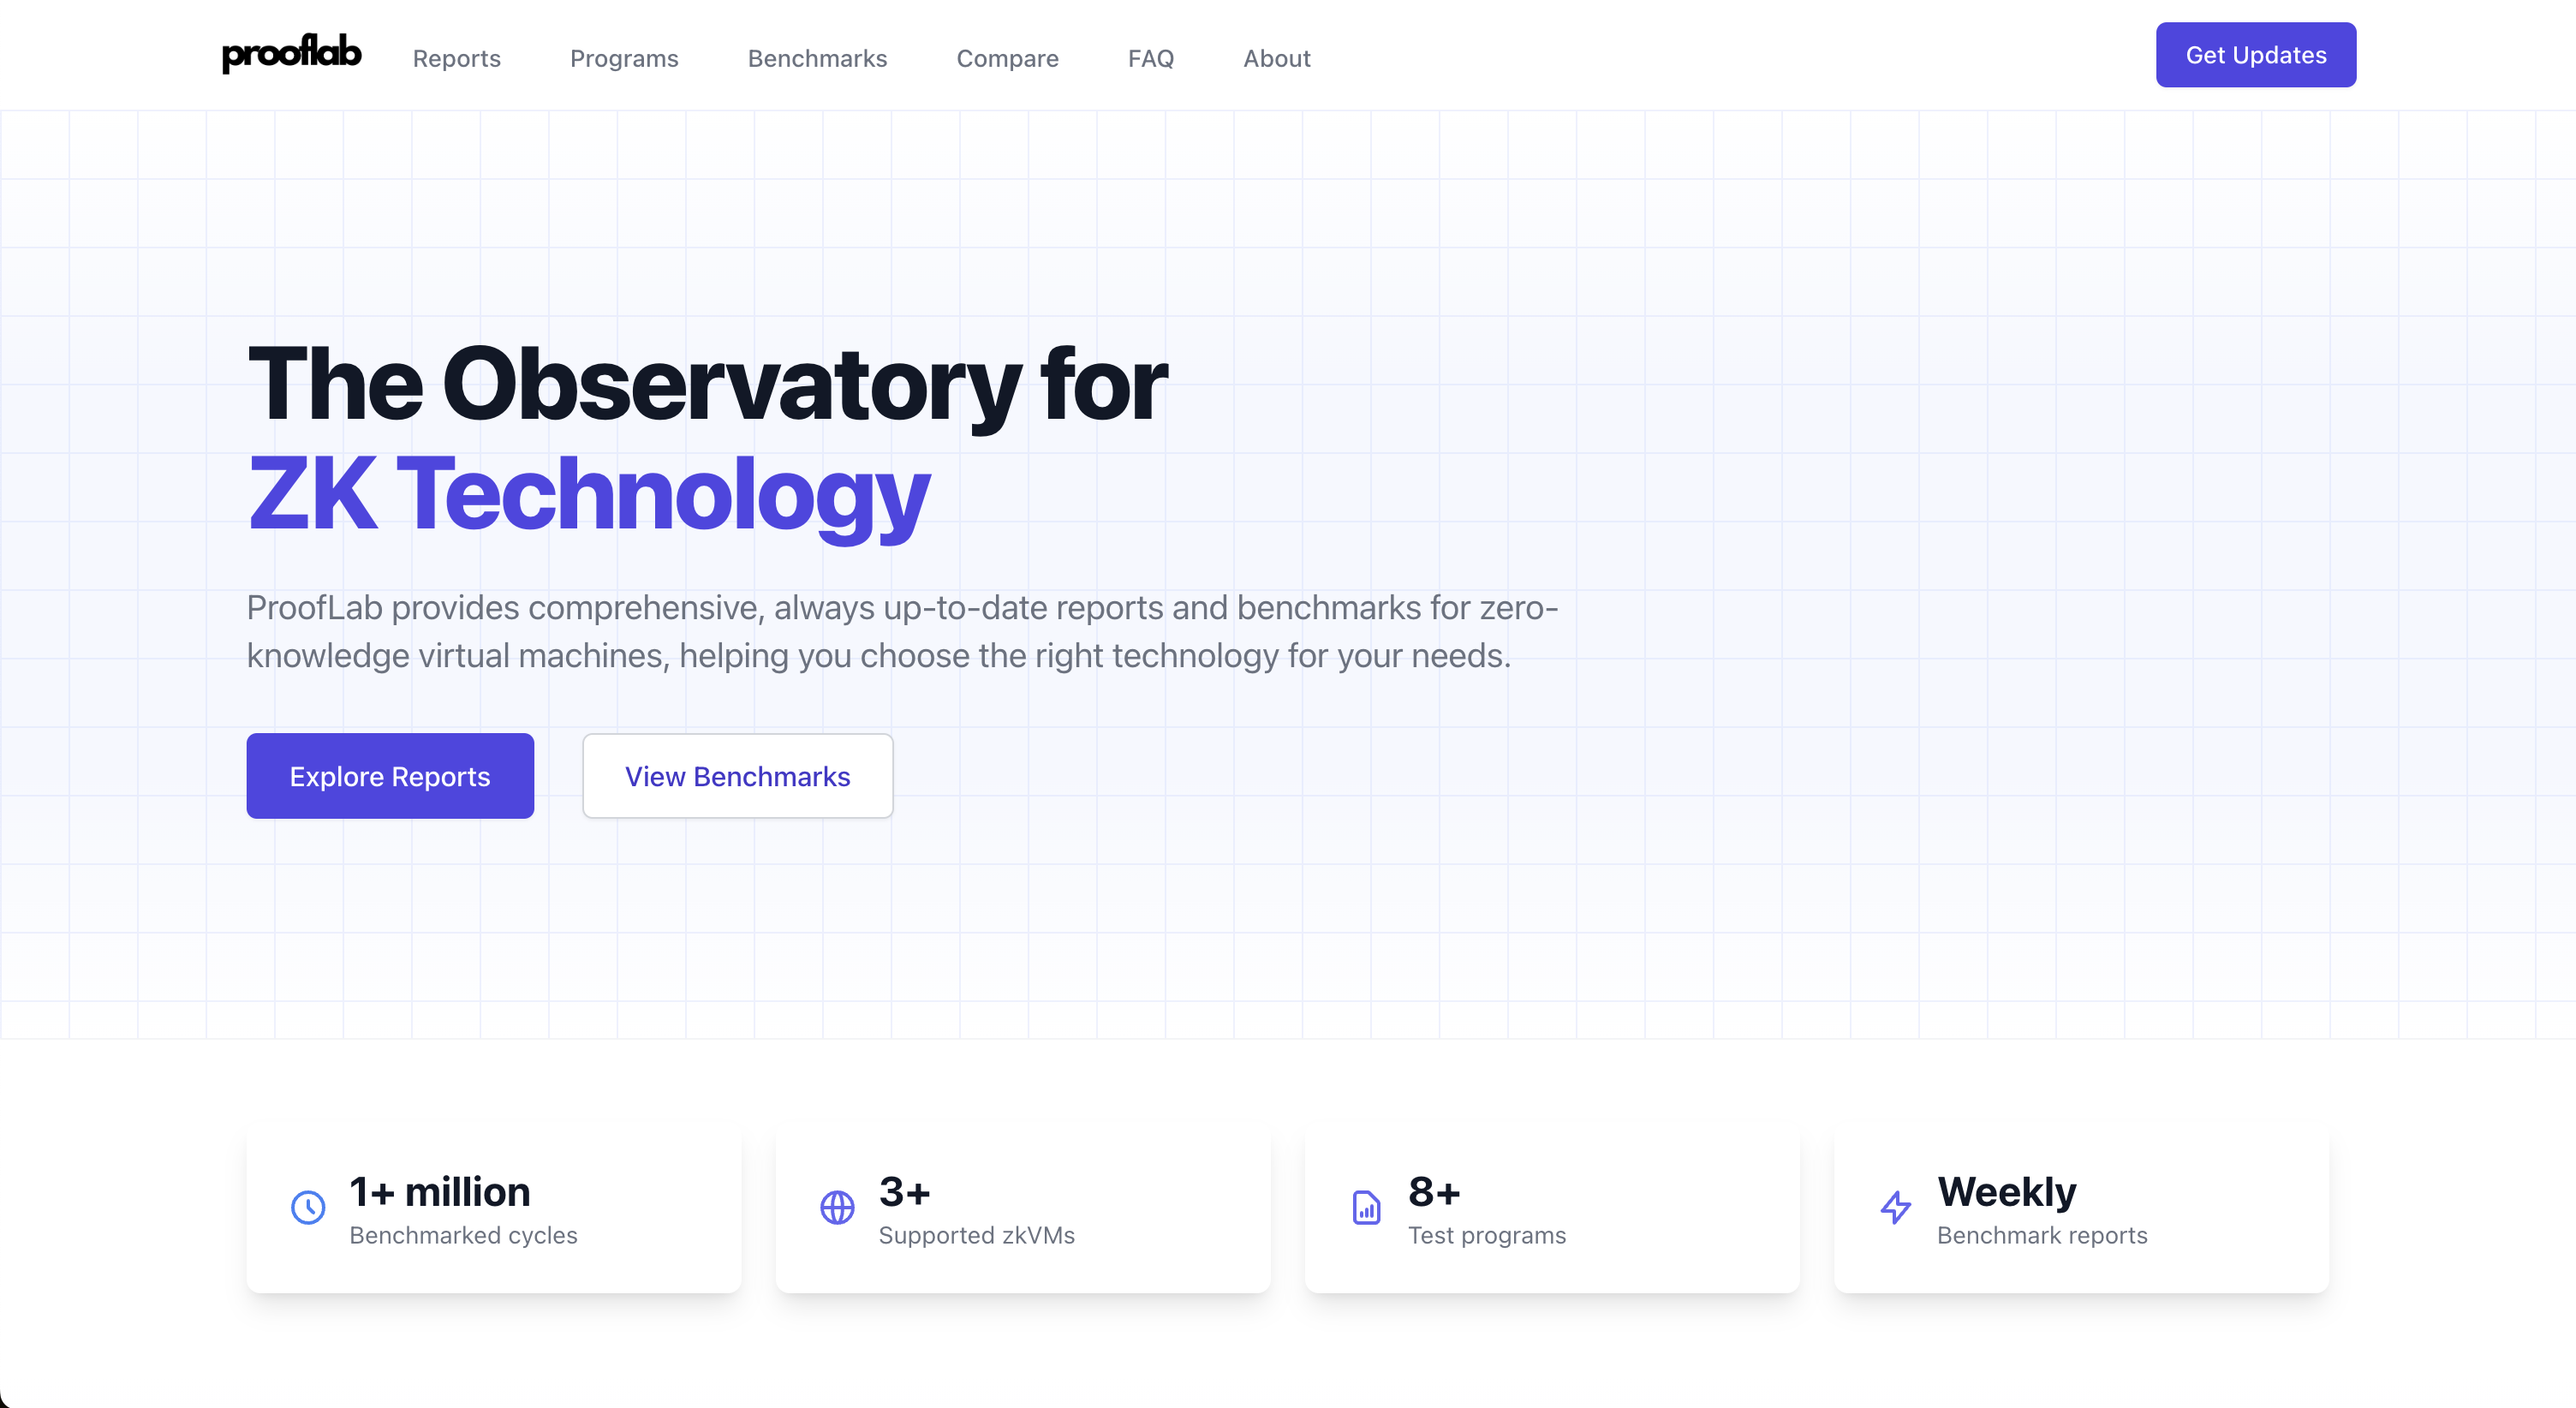 prooflab
Reports
Programs
Benchmarks
Compare
FAQ
About
Get Updates
The Observatory for
ZK Technology
ProofLab provides comprehensive, always up-to-date reports and benchmarks for zero-
knowledge virtual machines, helping you choose the right technology for your needs.
Explore Reports
View Benchmarks
1+ million
Benchmarked cycles
3+
Supported zkVMs
8+
Test programs
Weekly
Benchmark reports